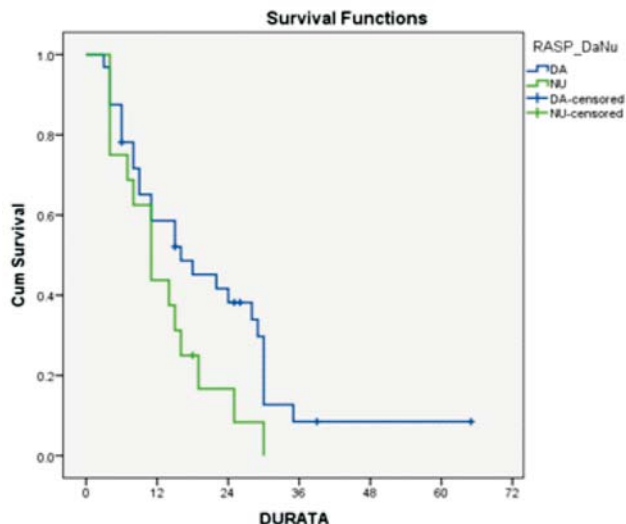 Survival Functions
RASP_DaNu
DA
NU
DA-censored
NU-censored
1.0
0.8
0.6
0.4
0.2
0.0
Cum Survival
0 12 24 36 48 60 72
DURATA